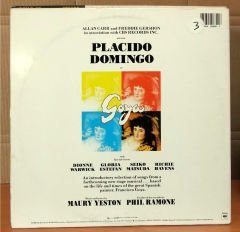 3
ALLAN CARR AND FREDDIE GERSHON
in association with CBS RECORDS INC.
PLACIDO
DOMINGO
Goya
DIONNE GLORIA SEIKO RICHIE
WARWICK ESTEFAN MATSUDA HAVENS
An introductory selection of songs from a
forthcoming new stage musical ... based
on the life and times of the great Spanish
painter, Francisco Goya.
MAURY YESTON PHIL RAMONE